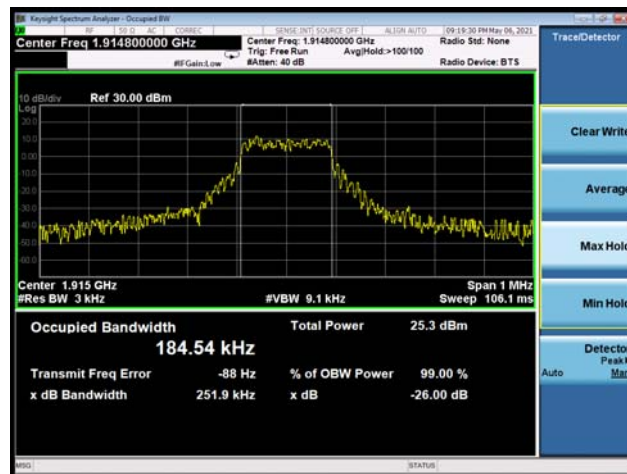 Keysight Spectrum Analyzer - Occupied BW
RF 50 Ω AC CORREC SENSE:INT SOURCE OFF ALIGN AUTO 09:19:30 PM May 06, 2021
Center Freq 1.914800000 GHz
Center Freq: 1.914800000 GHz
Radio Std: None
Trig: Free Run Avg|Hold:>100/100
#IFGain:Low
#Atten: 40 dB
Radio Device: BTS
Trace/Detector
10 dB/div Ref 30.00 dBm
Log
20.0
10.0
0.00
-10.0
-20.0
-30.0
-40.0
-50.0
-60.0
Center 1.915 GHz Span 1 MHz
#Res BW 3 kHz #VBW 9.1 kHz Sweep 106.1 ms
Occupied Bandwidth Total Power 25.3 dBm
184.54 kHz
Transmit Freq Error -88 Hz % of OBW Power 99.00 %
x dB Bandwidth 251.9 kHz x dB -26.00 dB
Clear Write
Average
Max Hold
Min Hold
Detector
Peak
Auto Man
MSG STATUS